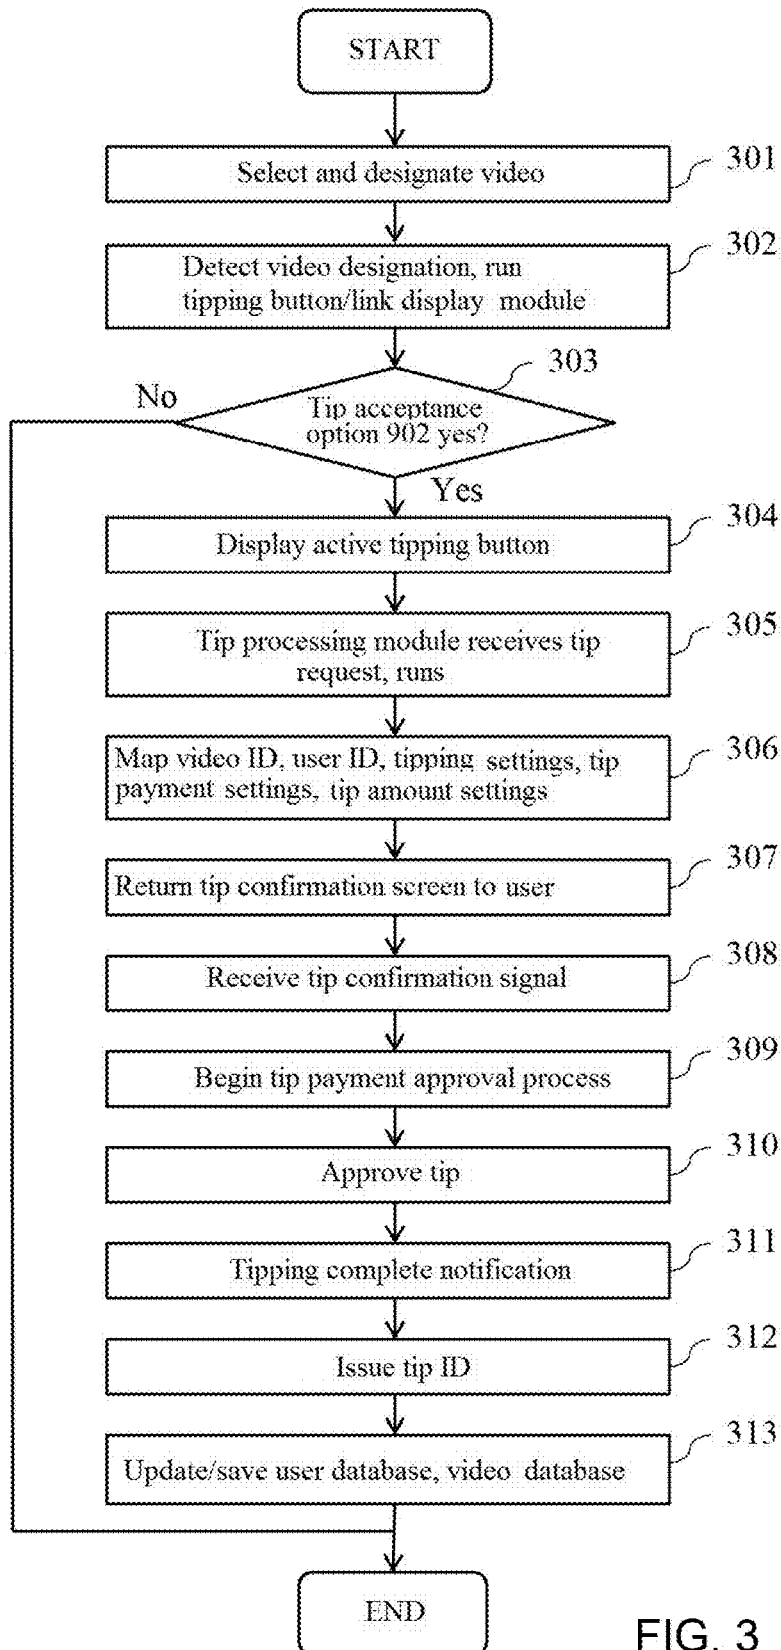 START
Select and designate video
301
Detect video designation, run
tipping button/link display module
302
303
No
Tip acceptance
option 902 yes?
Yes
Display active tipping button
304
Tip processing module receives tip
request, runs
305
Map video ID, user ID, tipping settings, tip
payment settings, tip amount settings
306
Return tip confirmation screen to user
307
Receive tip confirmation signal
308
Begin tip payment approval process
309
Approve tip
310
Tipping complete notification
311
Issue tip ID
312
Update/save user database, video database
313
END
FIG. 3